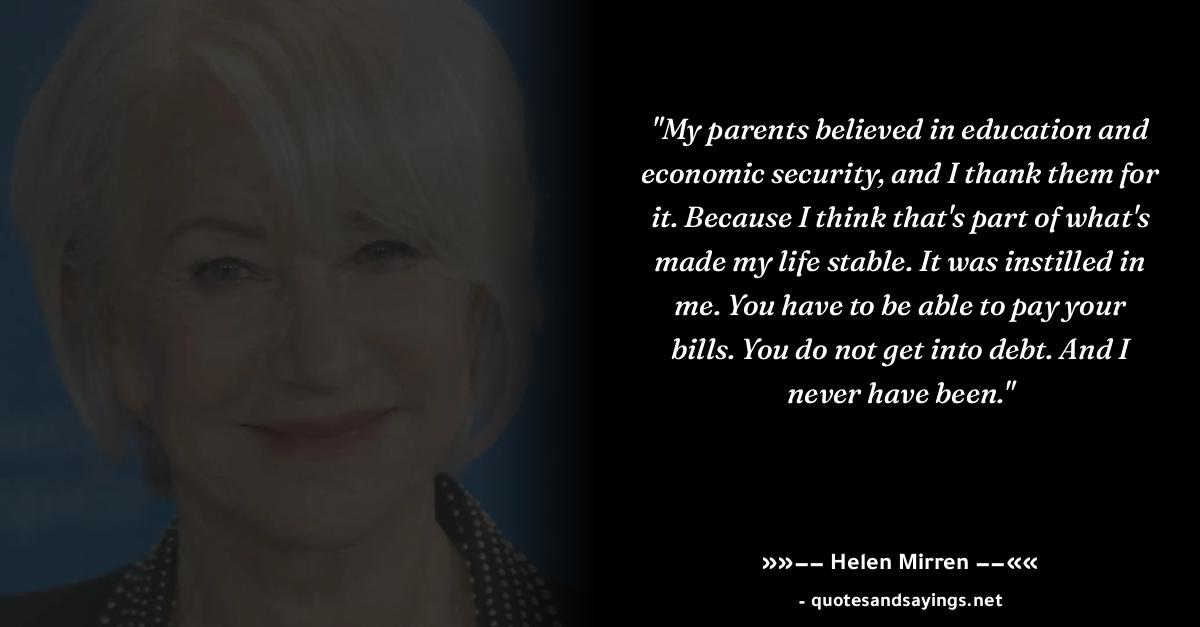 "My parents believed in education and
economic security, and I thank them for
it. Because I think that's part of what's
made my life stable. It was instilled in
me. You have to be able to pay your
bills. You do not get into debt. And I
never have been."
»»−− Helen Mirren −−««
- quotesandsayings.net